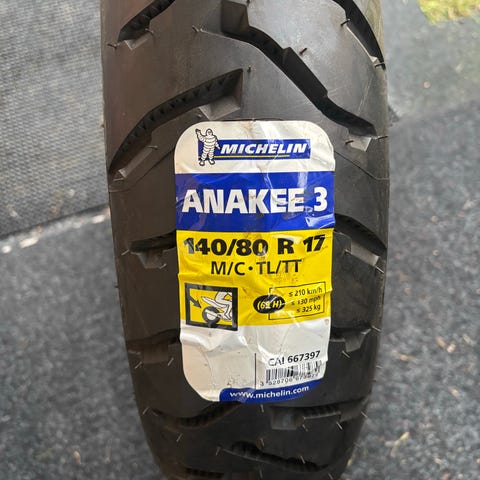 MICHELIN
ANAKEE 3
140/80 R 17
M/C • TL/TT
(69 H)
≤ 210 km/h
≤ 130 mph
≤ 325 kg
CAI 667397
www.michelin.com